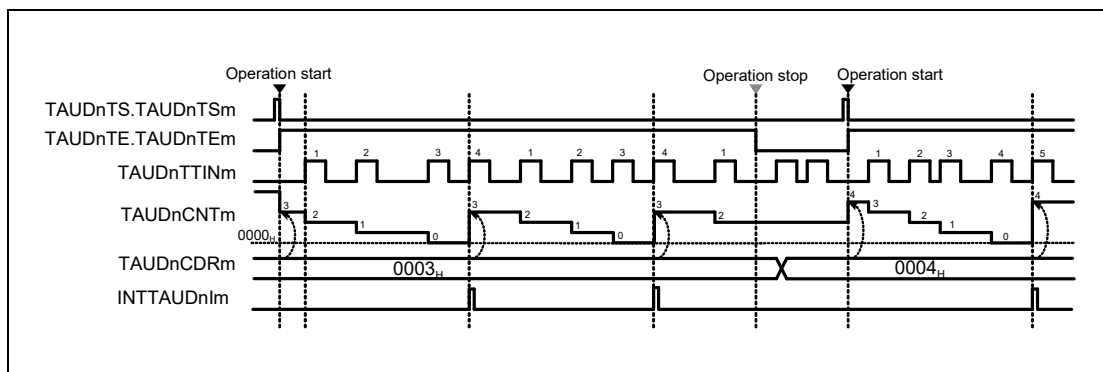 Operation start Operation stop Operation start
TAUDnTS.TAUDnTSm
TAUDnTE.TAUDnTEm
1 2 3 4 1 2 3 4 1 1 2 3 4 5
TAUDnTTINm
3 2 1 0 3 2 1 0 3 2 4 3 2 1 0 4
TAUDnCNTm
0000H
TAUDnCDRm 0003H 0004H
INTTAUDnIm